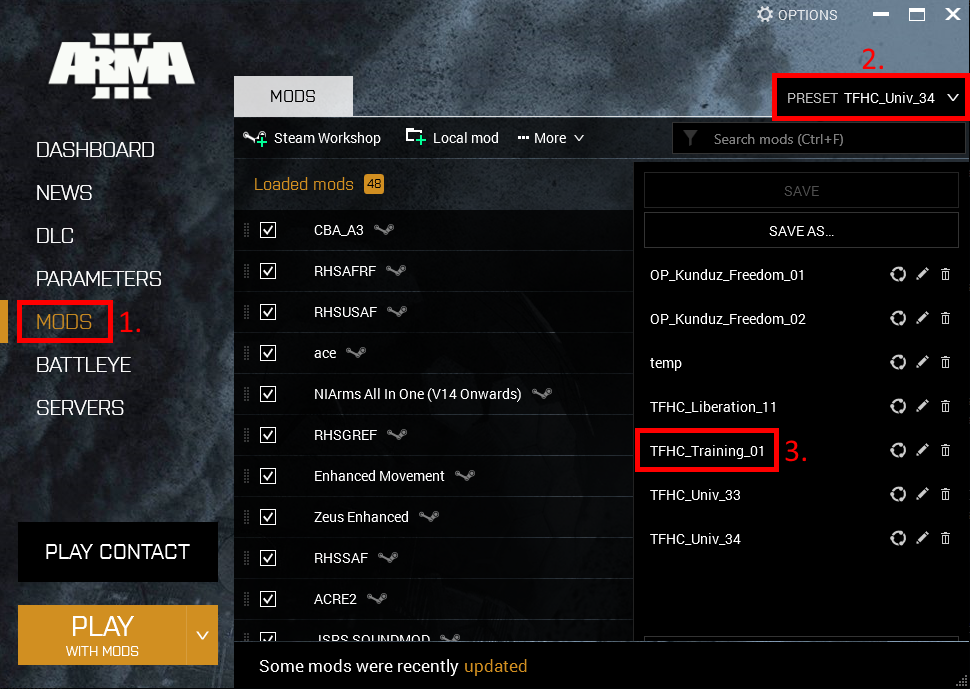 OPTIONS
ARMA III
2.
MODS
PRESET TFHC_Univ_34
Steam Workshop
Local mod
More
Search mods (Ctrl+F)
DASHBOARD
NEWS
DLC
PARAMETERS
MODS 1.
BATTLEYE
SERVERS
PLAY CONTACT
PLAY
WITH MODS
Loaded mods 48
CBA_A3
RHSAFRF
RHSUSAF
ace
NIArms All In One (V14 Onwards)
RHSGREF
Enhanced Movement
Zeus Enhanced
RHSSAF
ACRE2
JSRS SOUNDMOD
SAVE
SAVE AS...
OP_Kunduz_Freedom_01
OP_Kunduz_Freedom_02
temp
TFHC_Liberation_11
TFHC_Training_01 3.
TFHC_Univ_33
TFHC_Univ_34
Some mods were recently updated